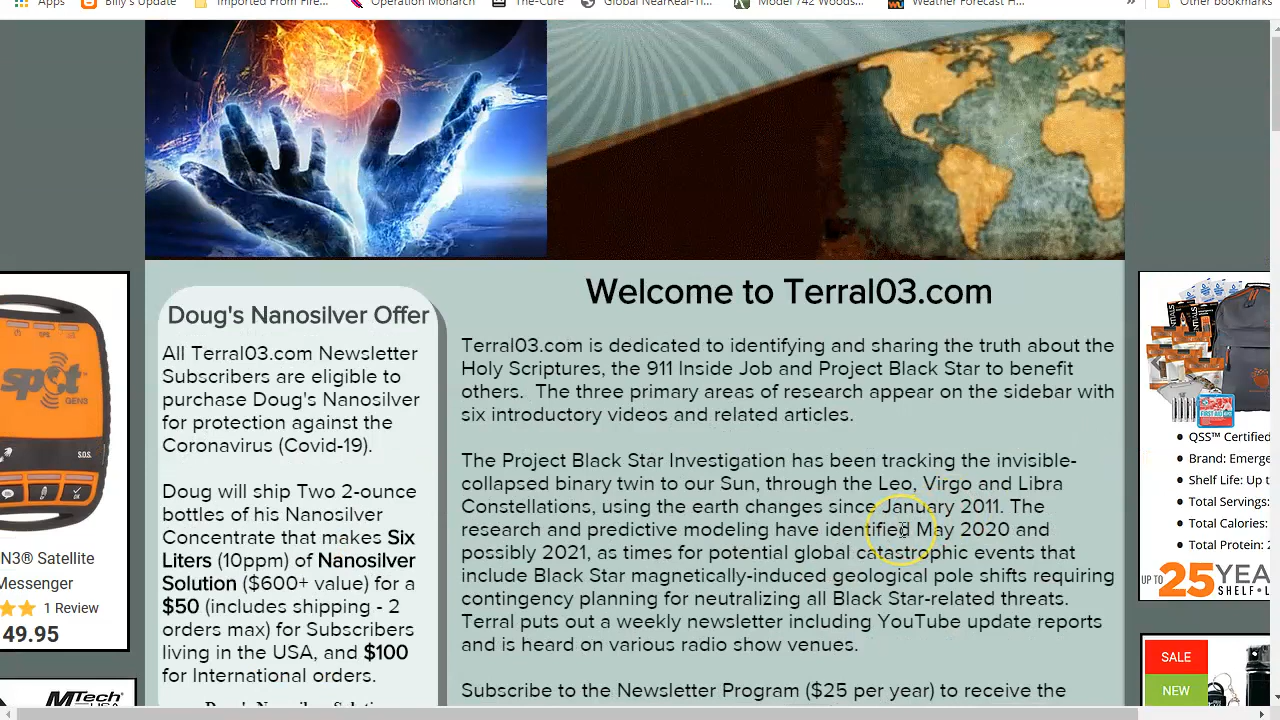 Apps
Billy's Update
Imported From Fire...
Operation Monarch
The-Cure
Global NearReal-Ti...
Model 742 Woods...
Weather Forecast H...
»
Other bookmarks
Welcome to Terral03.com
Doug's Nanosilver Offer
All Terral03.com Newsletter
Subscribers are eligible to
purchase Doug's Nanosilver
for protection against the
Coronavirus (Covid-19).
Doug will ship Two 2-ounce
bottles of his Nanosilver
Concentrate that makes Six
Liters (10ppm) of Nanosilver
Solution ($600+ value) for a
$50 (includes shipping - 2
orders max) for Subscribers
living in the USA, and $100
for International orders.
Terral03.com is dedicated to identifying and sharing the truth about the
Holy Scriptures, the 911 Inside Job and Project Black Star to benefit
others. The three primary areas of research appear on the sidebar with
six introductory videos and related articles.
The Project Black Star Investigation has been tracking the invisible-
collapsed binary twin to our Sun, through the Leo, Virgo and Libra
Constellations, using the earth changes since January 2011. The
research and predictive modeling have identified May 2020 and
possibly 2021, as times for potential global catastrophic events that
include Black Star magnetically-induced geological pole shifts requiring
contingency planning for neutralizing all Black Star-related threats.
Terral puts out a weekly newsletter including YouTube update reports
and is heard on various radio show venues.
Subscribe to the Newsletter Program ($25 per year) to receive the
spot
GEN3
S.O.S.
N3® Satellite
Messenger
1 Review
49.95
MTech
USA
QSS™ Certified
Brand: Emerge
Shelf Life: Up t
Total Servings:
Total Calories:
Total Protein: 2
FIRST AID
UP TO 25 YEA
SHELF-L
SALE
NEW